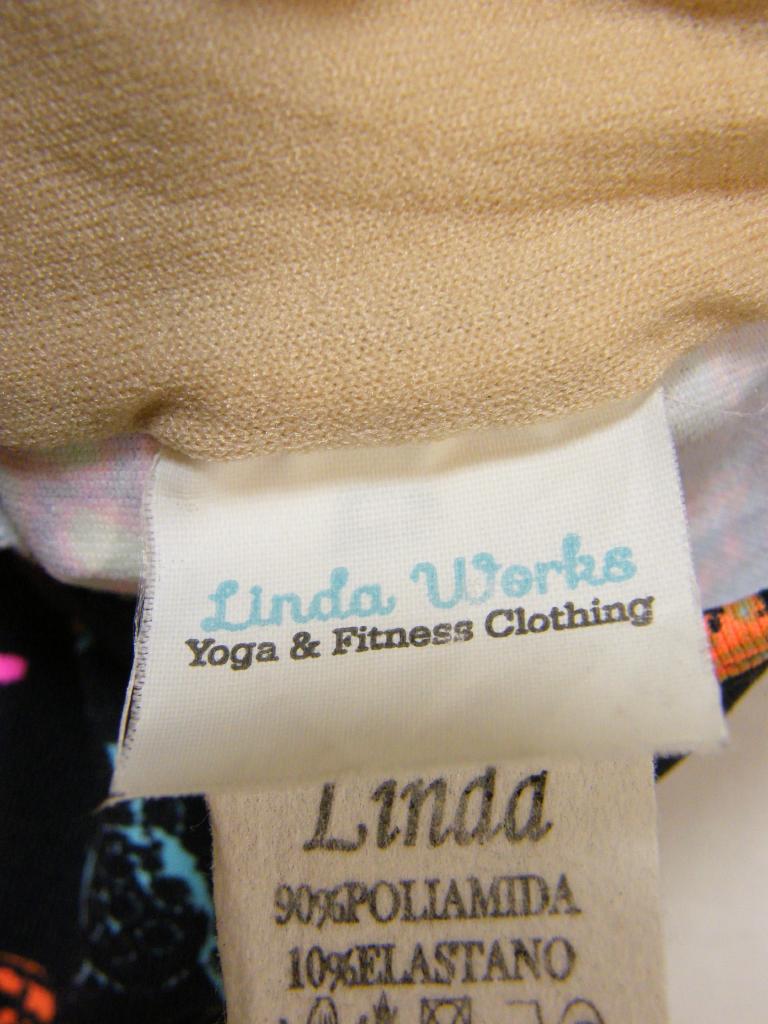 Linda Works
Yoga & Fitness Clothing
Linda
90%POLIAMIDA
10%ELASTANO